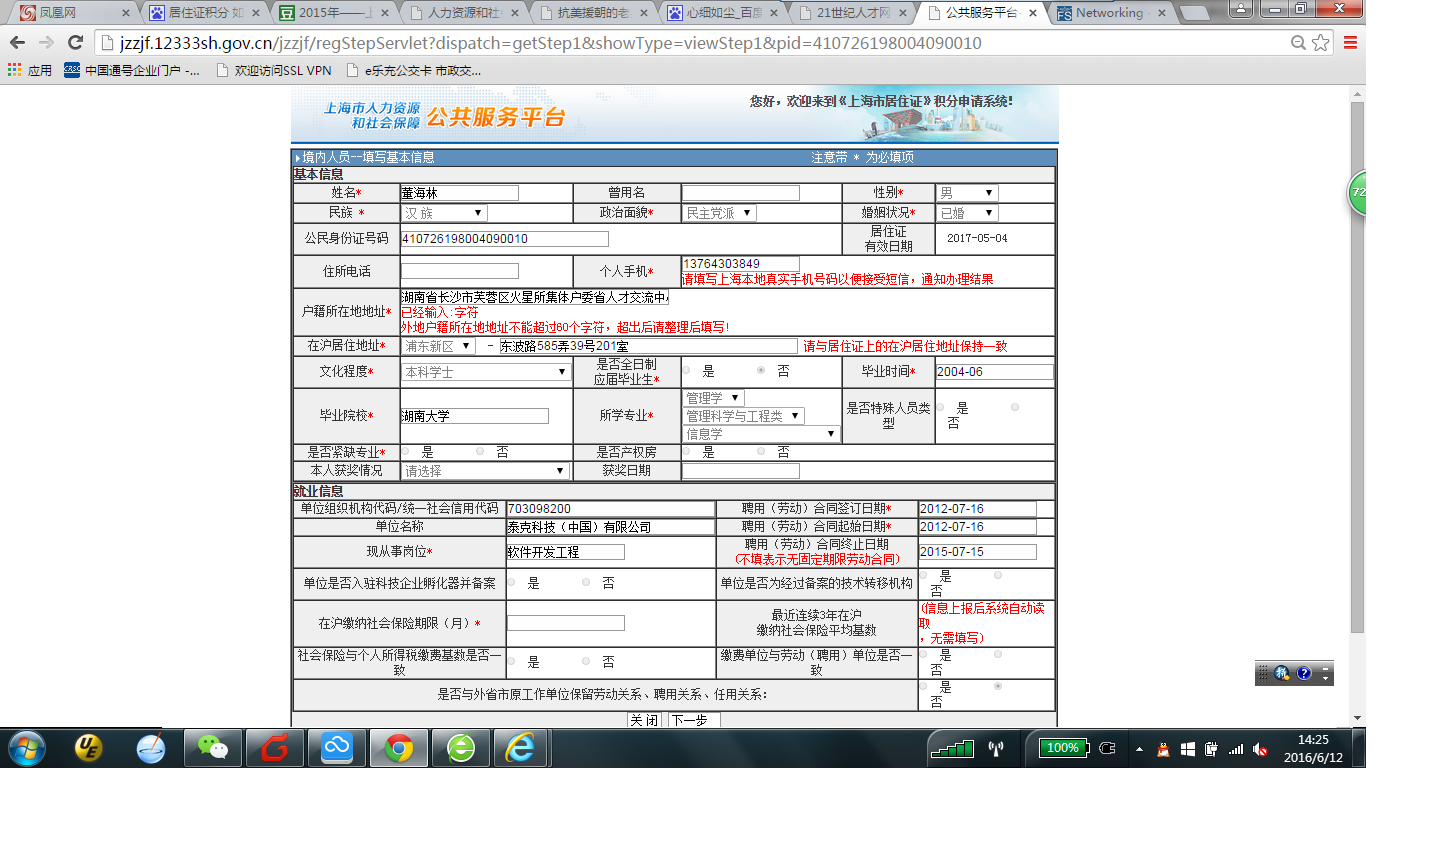 凤凰网
居住证积分 如
2015年——上
人力资源和社会
抗美援朝的老
心细如尘_百度
21世纪人才网
公共服务平台-
Networking -
jzzjf.12333sh.gov.cn/jzzjf/regStepServlet?dispatch=getStep1&showType=viewStep1&pid=410726198004090010
应用 CRSC 中国通号企业门户 -... 欢迎访问SSL VPN e乐充公交卡 市政交...
上海市人力资源
和社会保障
公共服务平台
您好，欢迎来到《上海市居住证》积分申请系统!
境内人员--填写基本信息 注意带 * 为必填项
基本信息
姓名* 董海林 曾用名 性别* 男
民族 * 汉 族 政治面貌* 民主党派 婚姻状况* 已婚
公民身份证号码 410726198004090010 居住证
有效日期 2017-05-04
住所电话 个人手机* 13764303849
请填写上海本地真实手机号码以便接受短信，通知办理结果
户籍所在地地址* 湖南省长沙市芙蓉区火星所集体户委省人才交流中
已经输入:字符
外地户籍所在地地址不能超过60个字符，超出后请整理后填写!
在沪居住地址* 浦东新区 - 东波路585弄39号201室 请与居住证上的在沪居住地址保持一致
文化程度* 本科学士 是否全日制
应届毕业生* 是 否 毕业时间* 2004-06
毕业院校* 湖南大学 所学专业* 管理学
管理科学与工程类
信息学
是否特殊人员类
型 是
否
是否紧缺专业* 是 否 是否产权房 是 否
本人获奖情况 请选择 获奖日期
就业信息
单位组织机构代码/统一社会信用代码 703098200 聘用（劳动）合同签订日期* 2012-07-16
单位名称 泰克科技（中国）有限公司 聘用（劳动）合同起始日期* 2012-07-16
现从事岗位* 软件开发工程 聘用（劳动）合同终止日期
(不填表示无固定期限劳动合同) 2015-07-15
单位是否入驻科技企业孵化器并备案 是 否 单位是否为经过备案的技术转移机构 是
否
在沪缴纳社会保险期限（月）* 最近连续3年在沪
缴纳社会保险平均基数 (信息上报后系统自动读
取
，无需填写)
社会保险与个人所得税缴费基数是否一
致 是 否 缴费单位与劳动（聘用）单位是否一
致 是
否
是否与外省市原工作单位保留劳动关系、聘用关系、任用关系： 是
否
关 闭 下一步
72
100%
14:25
2016/6/12